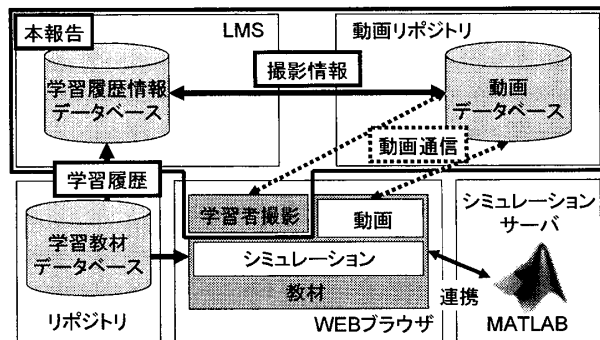 本報告
LMS
動画リポジトリ
学習履歴情報
データベース
撮影情報
動画
データベース
動画通信
学習履歴
学習者撮影
動画
シミュレーション
サーバ
学習教材
データベース
シミュレーション
教材
連携
リポジトリ
WEBブラウザ
MATLAB